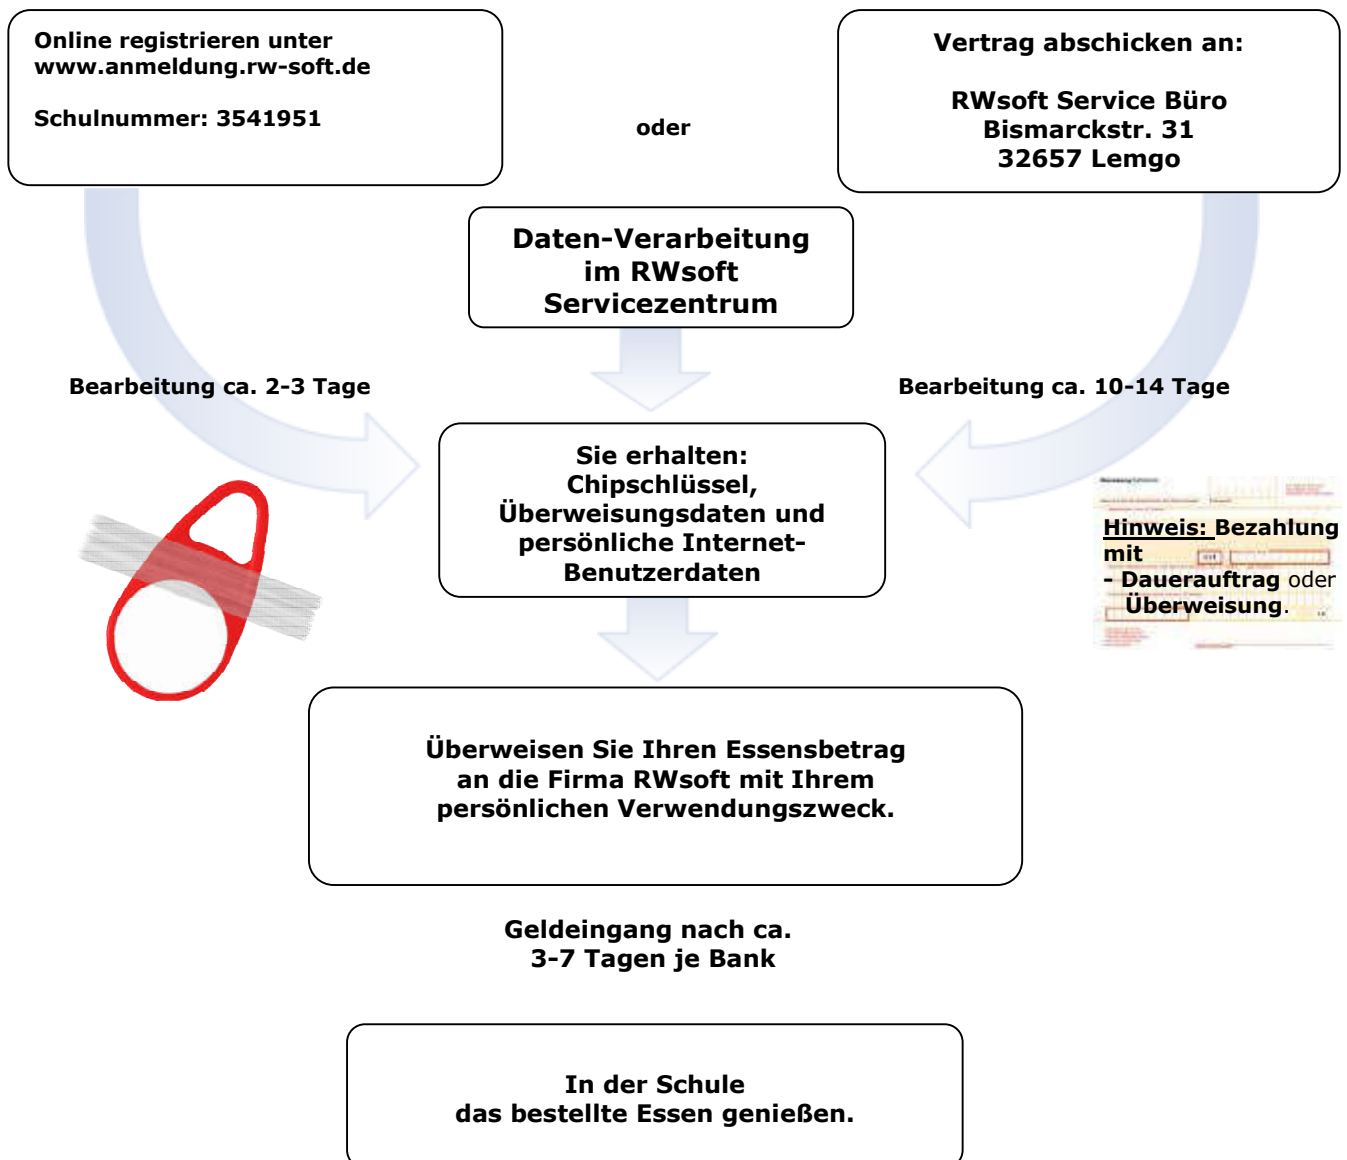 Online registrieren unter
www.anmeldung.rw-soft.de
Schulnummer: 3541951
oder
Vertrag abschicken an:
RWsoft Service Büro
Bismarckstr. 31
32657 Lemgo
Daten-Verarbeitung
im RWsoft
Servicezentrum
Bearbeitung ca. 2-3 Tage
Bearbeitung ca. 10-14 Tage
Sie erhalten:
Chipschlüssel,
Überweisungsdaten und
persönliche Internet-
Benutzerdaten
Hinweis: Bezahlung
mit
- Dauerauftrag oder
Überweisung.
Überweisen Sie Ihren Essensbetrag
an die Firma RWsoft mit Ihrem
persönlichen Verwendungszweck.
Geldeingang nach ca.
3-7 Tagen je Bank
In der Schule
das bestellte Essen genießen.